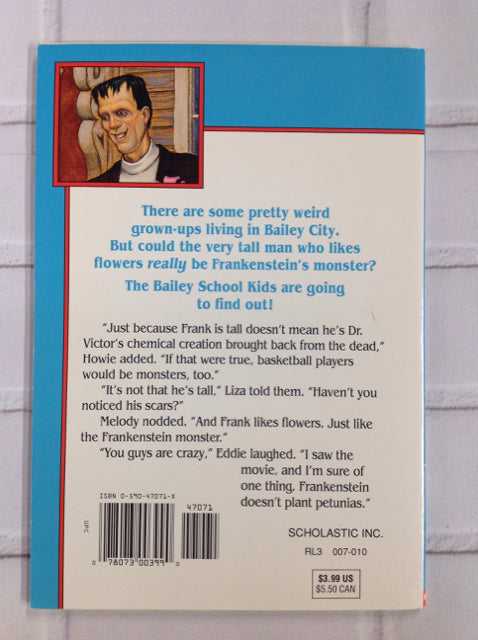 There are some pretty weird
grown-ups living in Bailey City.
But could the very tall man who likes
flowers really be Frankenstein's monster?
The Bailey School Kids are going
to find out!
"Just because Frank is tall doesn't mean he's Dr.
Victor's chemical creation brought back from the dead,"
Howie added. "If that were true, basketball players
would be monsters, too."
"It's not that he's tall," Liza told them. "Haven't you
noticed his scars?"
Melody nodded. "And Frank likes flowers. Just like
the Frankenstein monster."
"You guys are crazy," Eddie laughed. "I saw the
movie, and I'm sure of
one thing. Frankenstein
doesn't plant petunias."
ISBN 0-590-47071-X
47071
UPC
0 78073 00399 0
SCHOLASTIC INC.
RL3 007-010
$3.99 US
$5.50 CAN